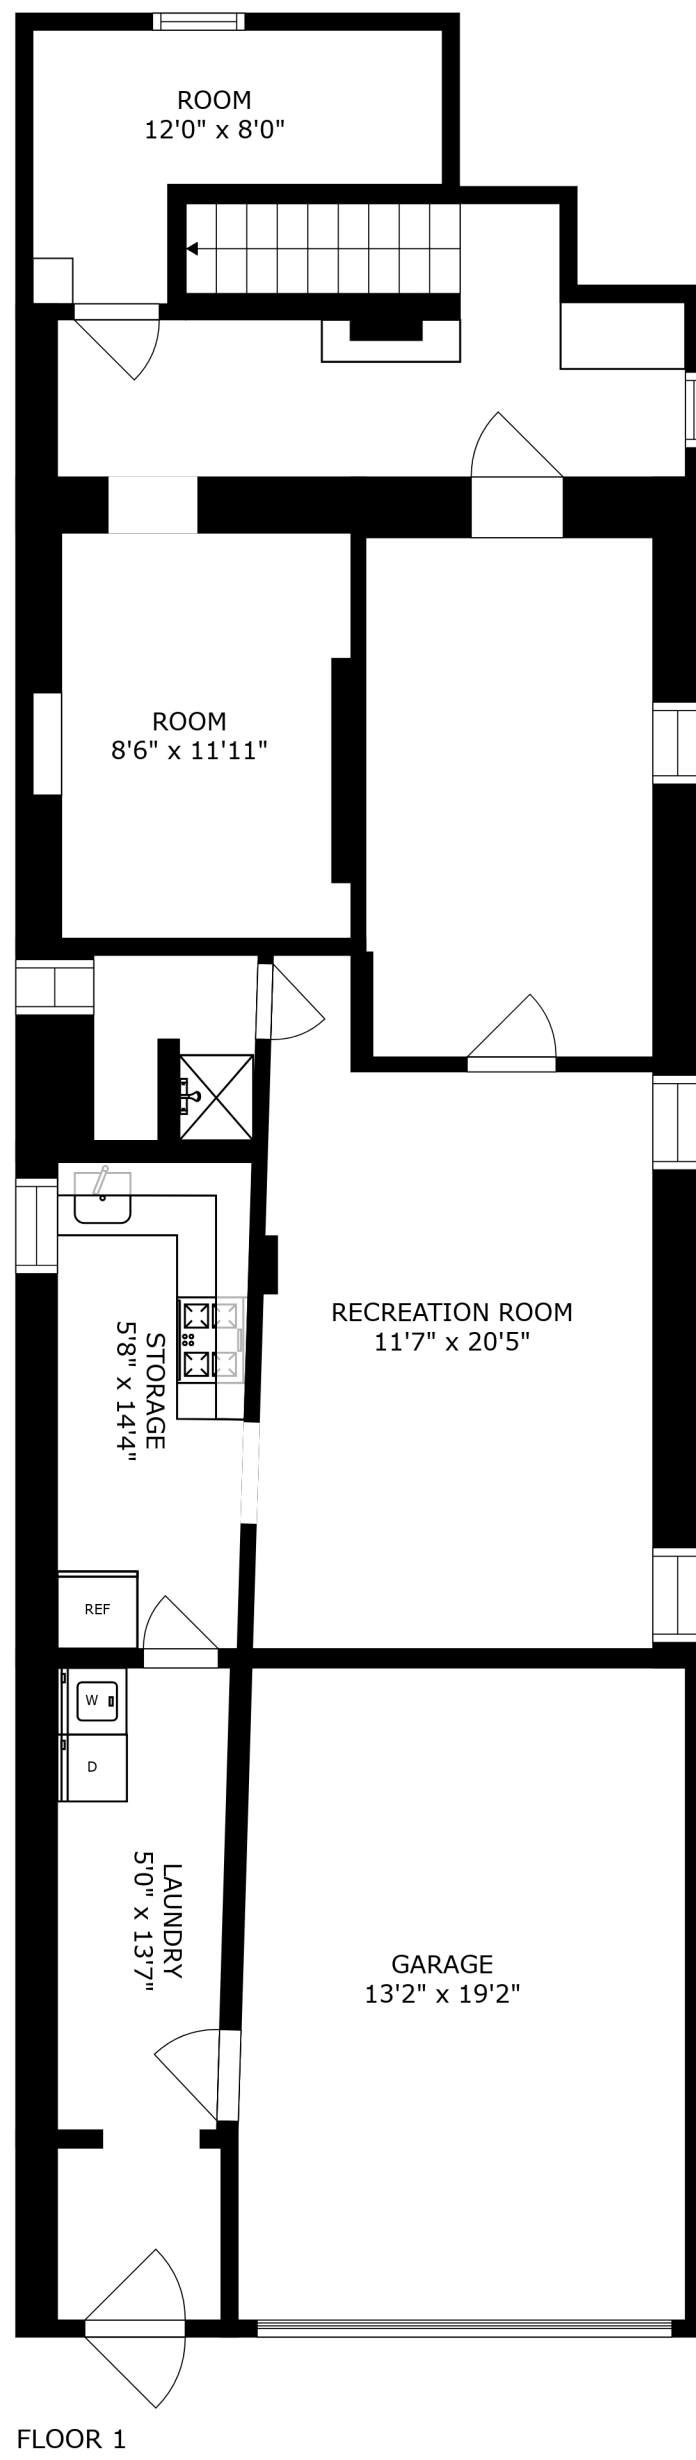 ROOM
12'0" x 8'0"
ROOM
8'6" x 11'11"
RECREATION ROOM
11'7" x 20'5"
STORAGE
5'8" x 14'4"
REF
W
D
LAUNDRY
5'0" x 13'7"
GARAGE
13'2" x 19'2"
FLOOR 1